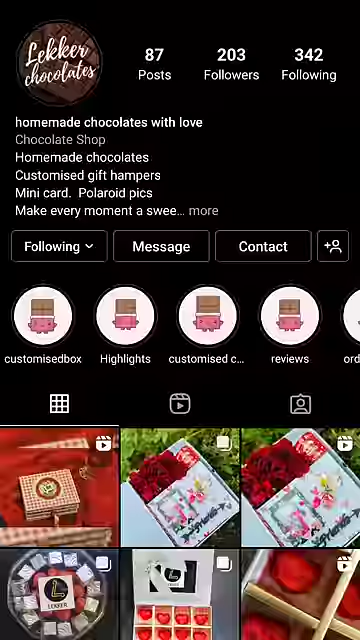 Lekker
chocolates
87 203 342
Posts Followers Following
homemade chocolates with love
Chocolate Shop
Homemade chocolates
Customised gift hampers
Mini card. Polaroid pics
Make every moment a swee... more
Following Message Contact
customisedbox Highlights customised c... reviews ord
LEKKER